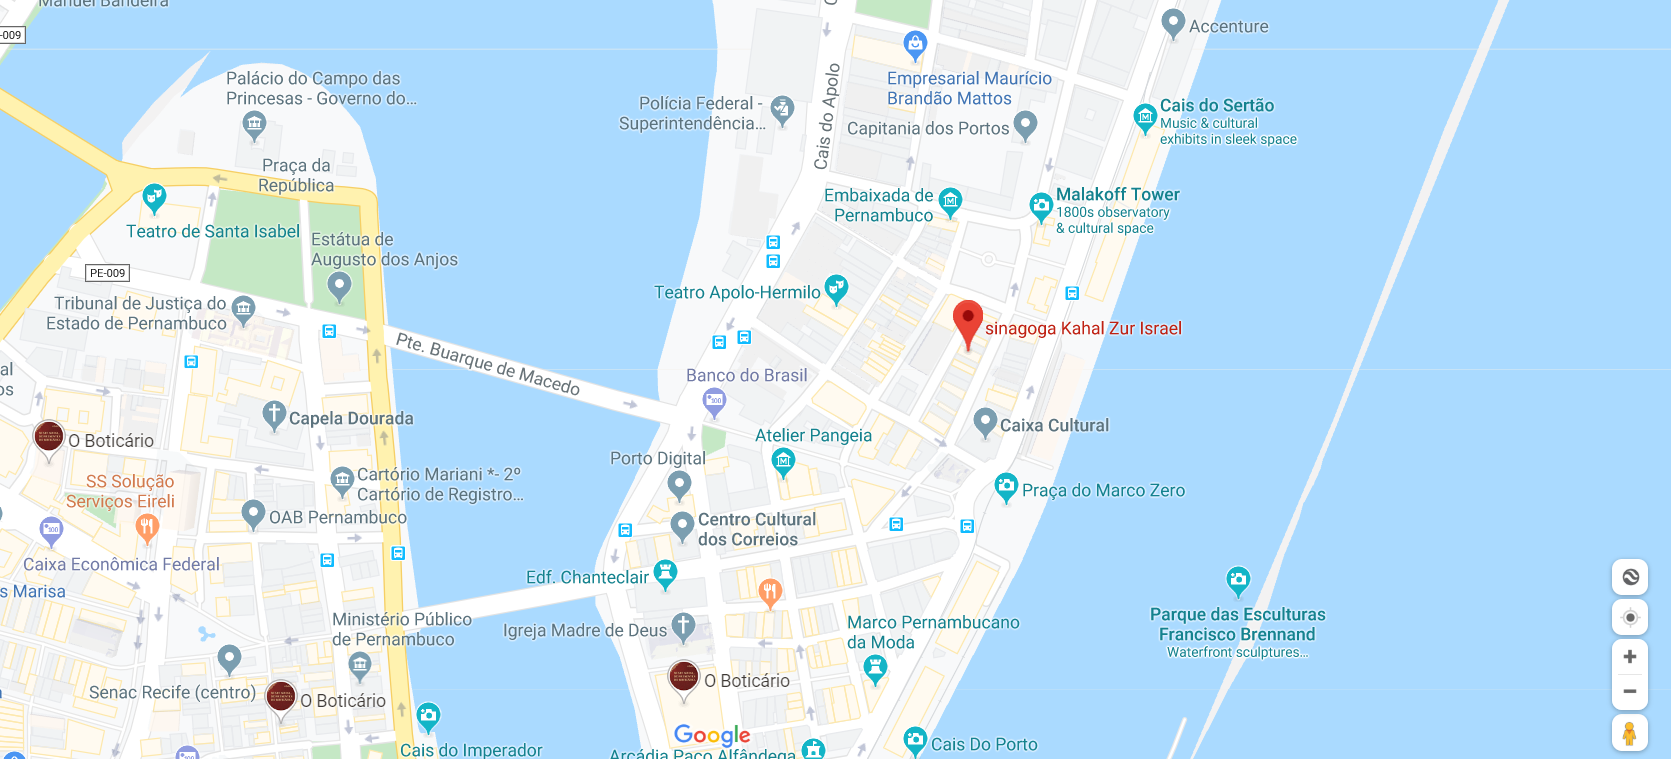 Manuel Bandeira
-009
Palácio do Campo das
Princesas - Governo do...
Praça da
República
Teatro de Santa Isabel
Estátua de
Augusto dos Anjos
PE-009
Tribunal de Justiça do
Estado de Pernambuco
Pte. Buarque de Macedo
Capela Dourada
O Boticário
SS Solução
Serviços Eireli
Cartório Mariani *- 2º
Cartório de Registro...
OAB Pernambuco
Caixa Econômica Federal
s Marisa
Ministério Público
de Pernambuco
Senac Recife (centro)
O Boticário
Cais do Imperador
Polícia Federal -
Superintendência...
Cais do Apolo
Accenture
Empresarial Maurício
Brandão Mattos
Capitania dos Portos
Cais do Sertão
Music & cultural
exhibits in sleek space
Embaixada de
Pernambuco
Malakoff Tower
1800s observatory
& cultural space
Teatro Apolo-Hermilo
sinagoga Kahal Zur Israel
Banco do Brasil
Caixa Cultural
Atelier Pangeia
Porto Digital
Praça do Marco Zero
Centro Cultural
dos Correios
Edf. Chanteclair
Igreja Madre de Deus
Marco Pernambucano
da Moda
O Boticário
Parque das Esculturas
Francisco Brennand
Waterfront sculptures...
Google
Arcádia Paço Alfândega
Cais Do Porto